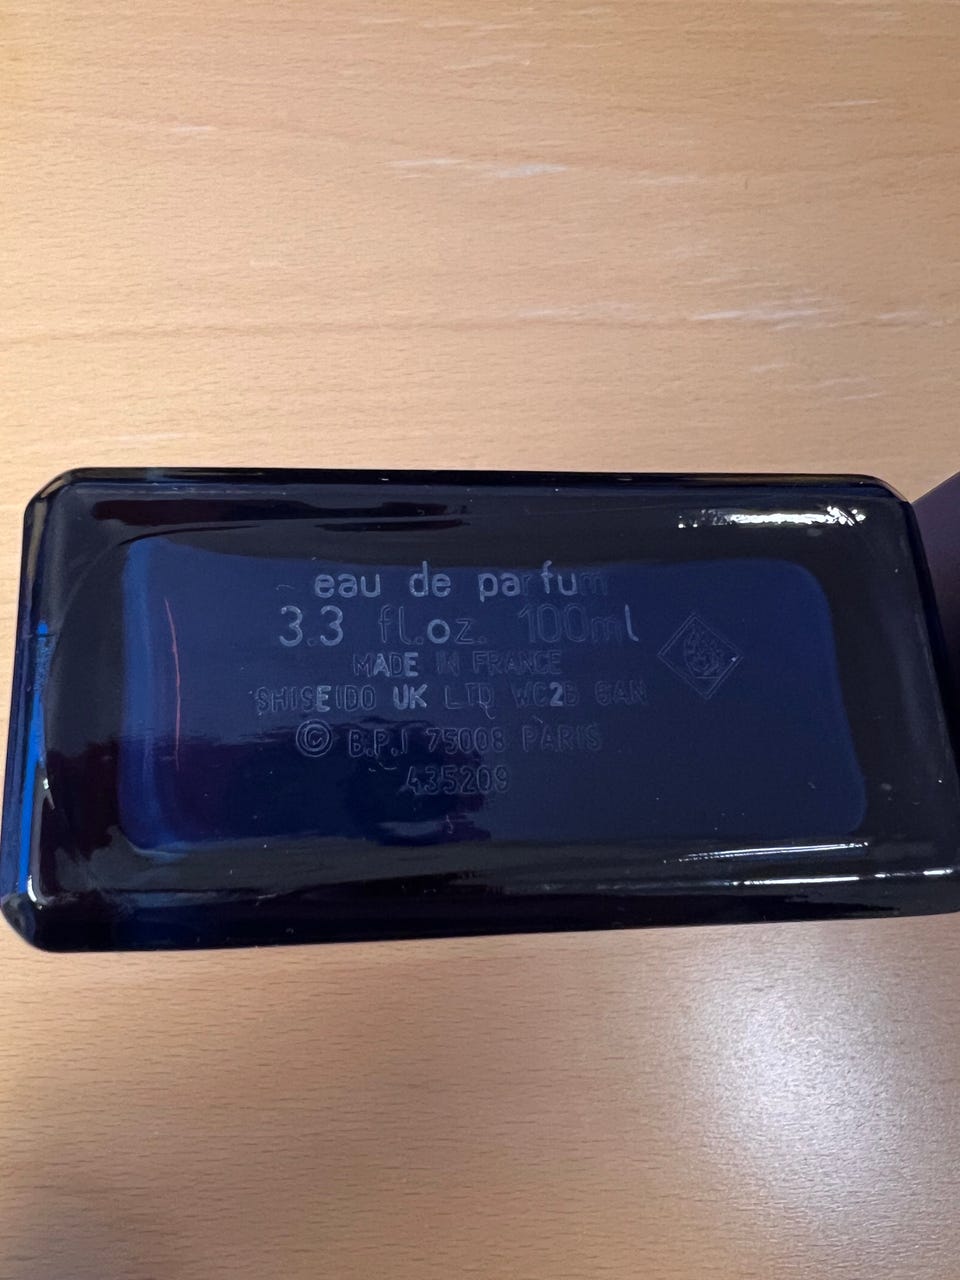 eau de parfum
3.3 fl.oz. 100ml
MADE IN FRANCE
SHISEIDO UK LTD WC2B 6AN
© B.P.I 75008 PARIS
435209